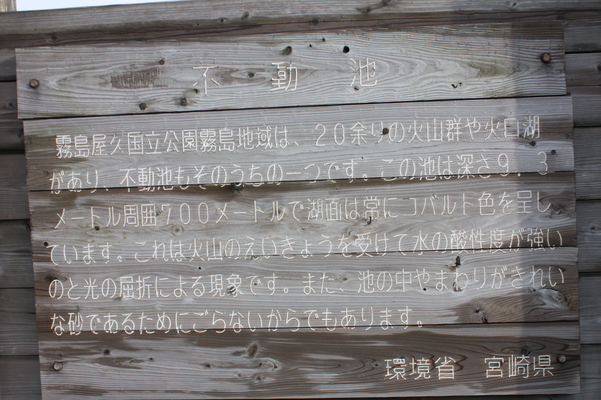 不動池
霧島屋久国立公園霧島地域は、20余りの火山群や火口湖
があり、不動池もそのうちの一つです。この池は深さ9.3
メートル周囲700メートルで湖面は常にコバルト色を呈し
ています。これは火山のえいきょうを受けて水の酸性度が強い
のと光の屈折による現象です。また、池の中やまわりがきれい
な砂であるためにごらないからでもあります。
環境省 宮崎県